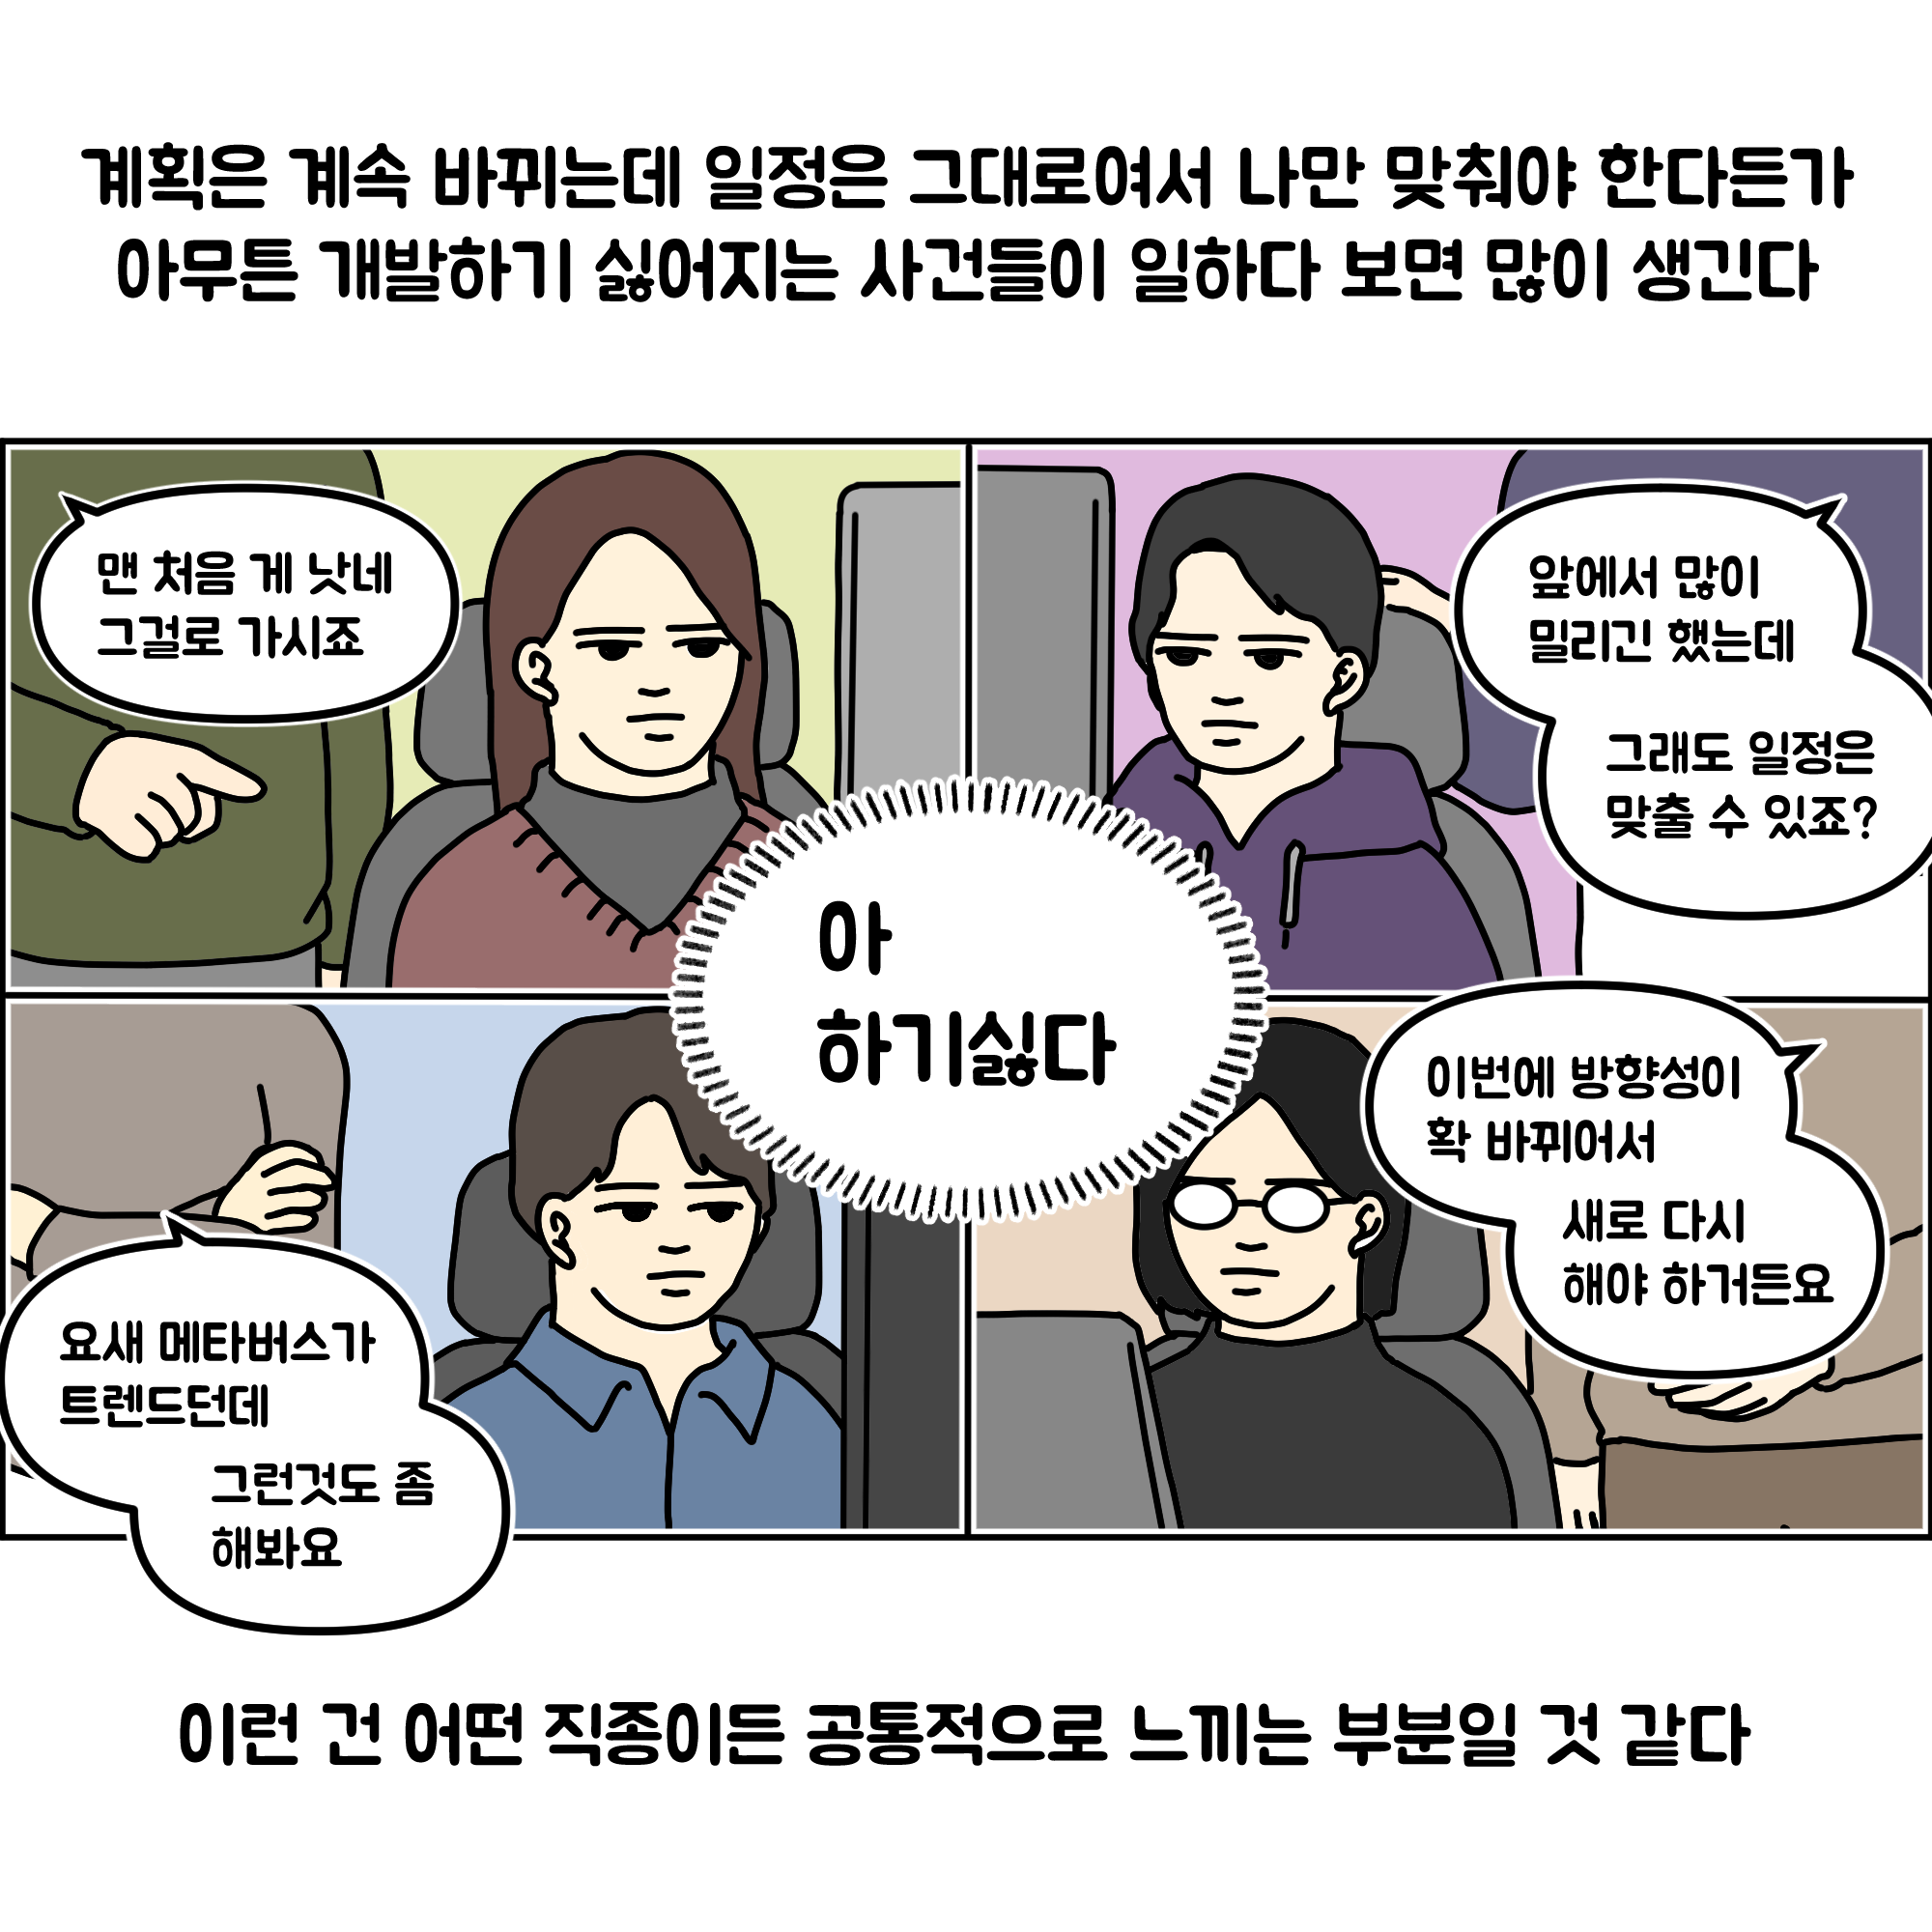 계획은 계속 바뀌는데 일정은 그대로여서 나만 맞춰야 한다든가
아무튼 개발하기 싫어지는 사건들이 일하다 보면 많이 생긴다
맨 처음 게 낫네
그걸로 가시죠
앞에서 많이
밀리긴 했는데
그래도 일정은
맞출 수 있죠?
아
하기싫다
요새 메타버스가
트렌드던데
그런것도 좀
해봐요
이번에 방향성이
확 바뀌어서
새로 다시
해야 하거든요
이런 건 어떤 직종이든 공통적으로 느끼는 부분일 것 같다